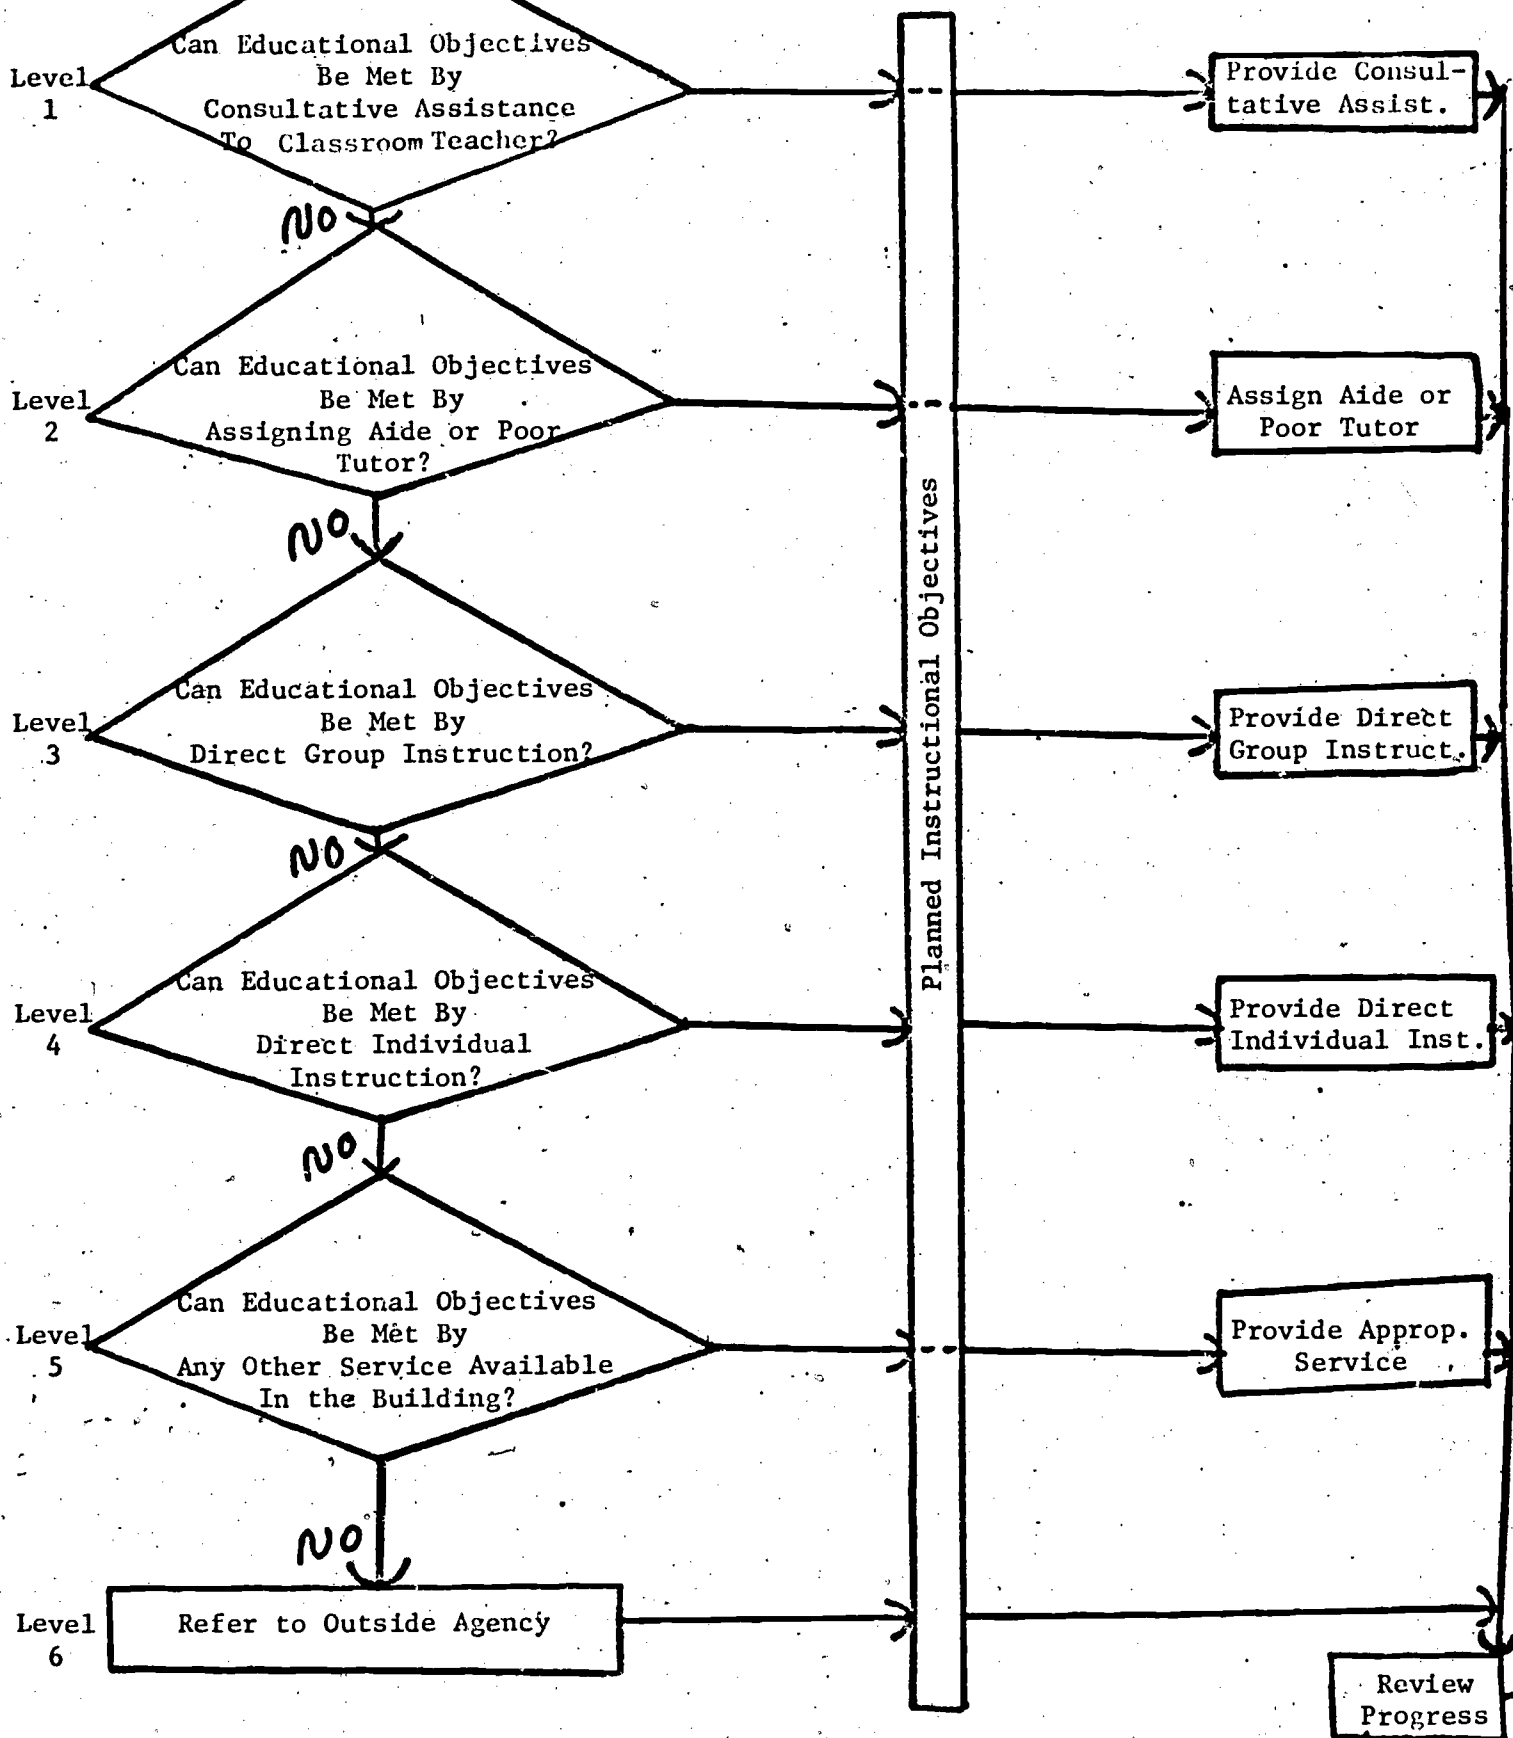 Can Educational Objectives
Be Met By
Consultative Assistance
To Classroom Teacher?
Level
1
Provide Consul-
tative Assist.
NO
Can Educational Objectives
Be Met By
Assigning Aide or Poor
Tutor?
Level
2
Assign Aide or
Poor Tutor
NO
Planned Instructional Objectives
Can Educational Objectives
Be Met By
Direct Group Instruction?
Level
3
Provide Direct
Group Instruct.
NO
Can Educational Objectives
Be Met By
Direct Individual
Instruction?
Level
4
Provide Direct
Individual Inst.
NO
Can Educational Objectives
Be Met By
Any Other Service Available
In the Building?
Level
5
Provide Approp.
Service
NO
Level
6
Refer to Outside Agency
Review
Progress